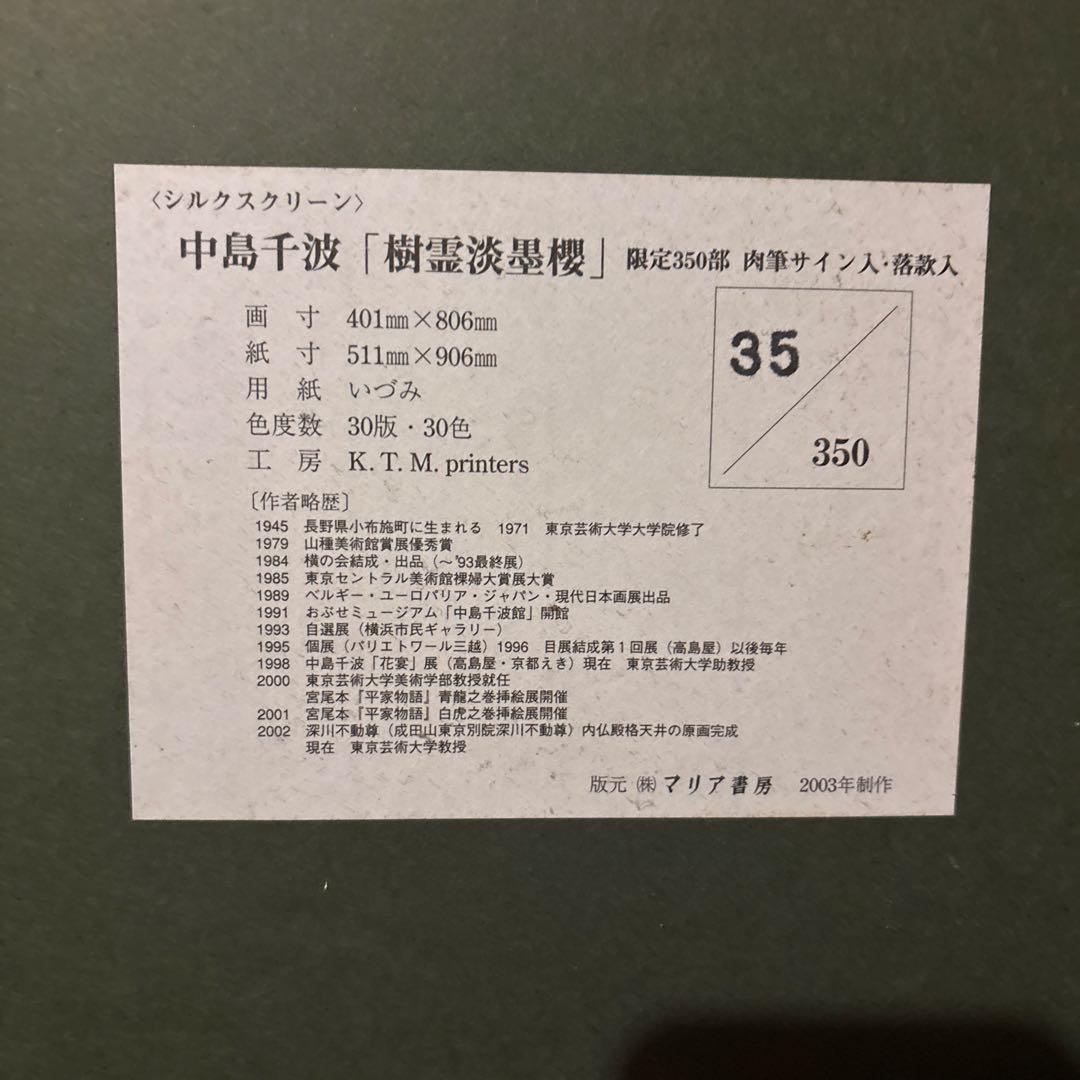 〈シルクスクリーン〉
中島千波「樹霊淡墨櫻」 限定350部 肉筆サイン入・落款入
画 寸 401㎜×806㎜
紙 寸 511㎜×906㎜
用 紙 いづみ
色度数 30版・30色
工 房 K. T. M. printers
35
350
〔作者略歴〕
1945 長野県小布施町に生まれる 1971 東京芸術大学大学院修了
1979 山種美術館賞展優秀賞
1984 横の会結成・出品（〜'93最終展）
1985 東京セントラル美術館裸婦大賞展大賞
1989 ベルギー・ユーロパリア・ジャパン・現代日本画展出品
1991 おぶせミュージアム「中島千波館」開館
1993 自選展（横浜市民ギャラリー）
1995 個展（パリエトワール三越）1996 目展結成第1回展（高島屋）以後毎年
1998 中島千波「花宴」展（高島屋・京都えき）現在 東京芸術大学助教授
2000 東京芸術大学美術学部教授就任
宮尾本『平家物語』青龍之巻挿絵展開催
2001 宮尾本『平家物語』白虎之巻挿絵展開催
2002 深川不動尊（成田山東京別院深川不動尊）内仏殿格天井の原画完成
現在 東京芸術大学教授
版元 ㈱ マリア書房 2003年制作